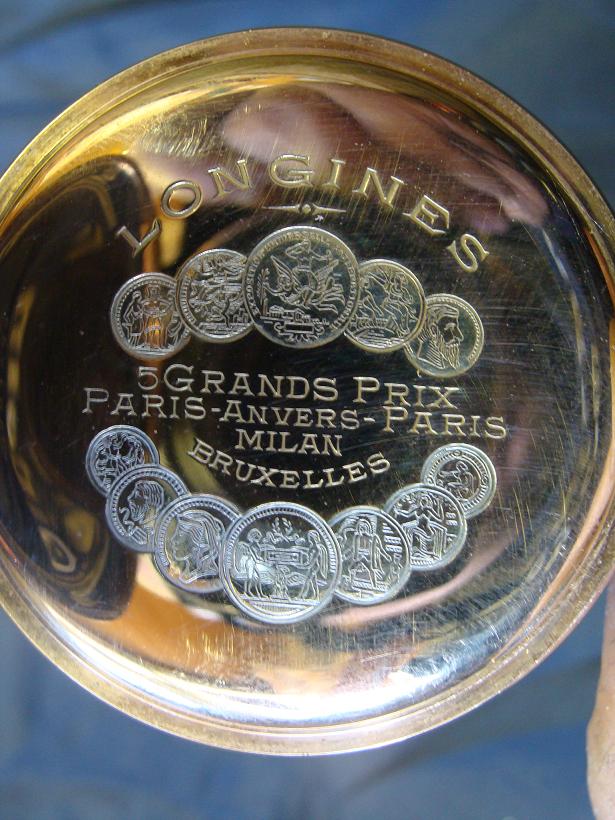 LONGINES
5 GRANDS PRIX
PARIS-ANVERS-PARIS
MILAN
BRUXELLES